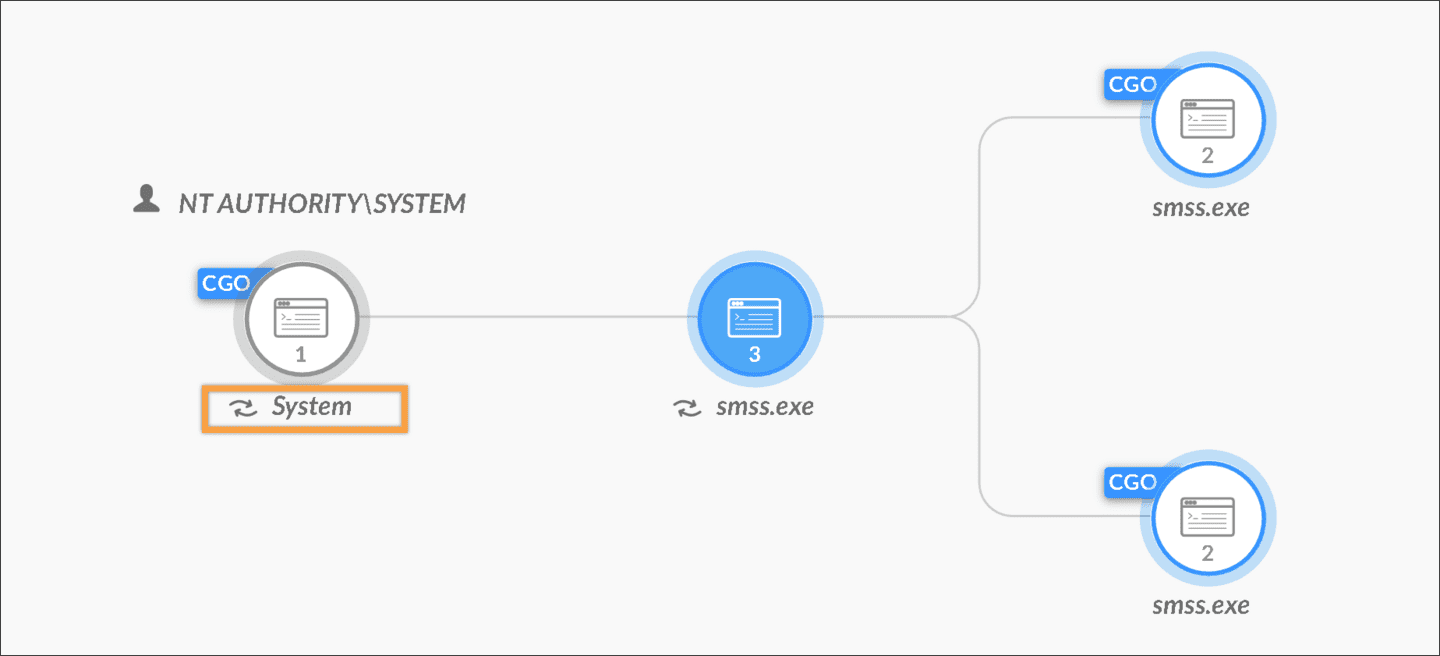 NT AUTHORITY\SYSTEM
CGO
1
System
3
smss.exe
CGO
2
smss.exe
CGO
2
smss.exe